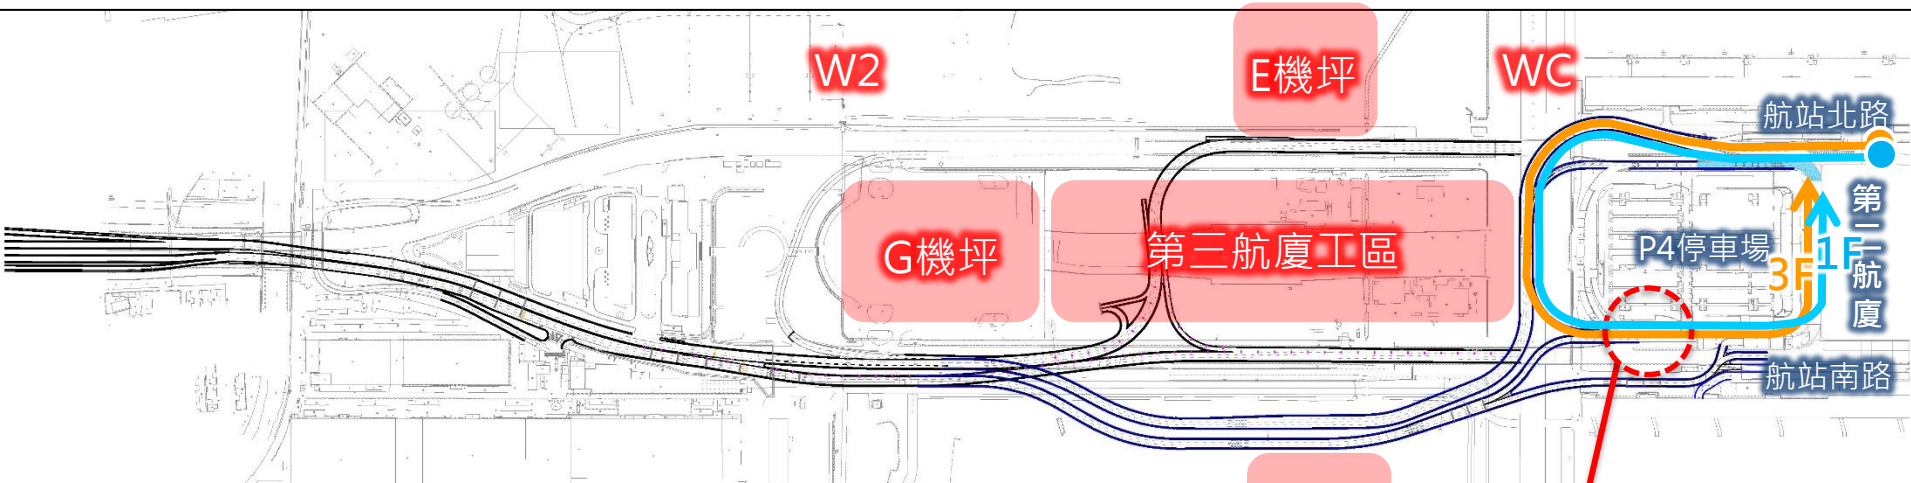 W2
E機坪
WC
航站北路
G機坪
第三航廈工區
P4停車場
3F
1F
第二航廈
航站南路